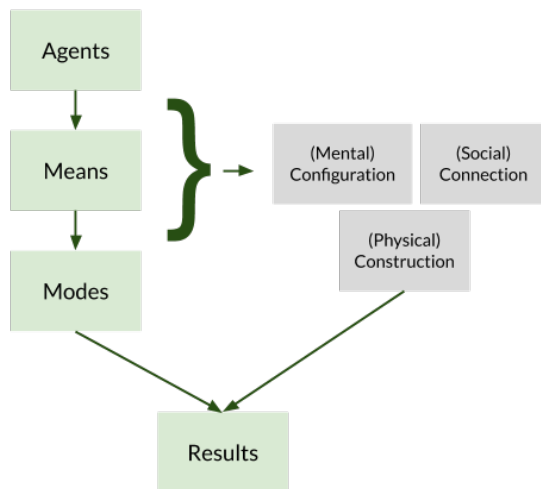 Agents
Means
Modes
(Mental)
Configuration
(Social)
Connection
(Physical)
Construction
Results